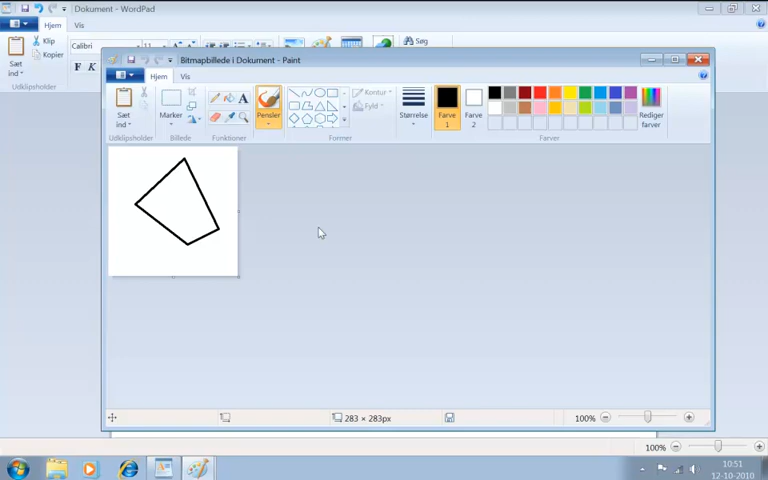 Dokument - WordPad
Hjem Vis
Sæt ind
Klip
Kopier
Udklipsholder
Calibri 11
F K
Søg
Bitmapbillede i Dokument - Paint
Hjem Vis
Sæt ind
Marker
Pensler
Kontur
Fyld
Størrelse
Farve 1
Farve 2
Rediger farver
Udklipsholder Billede Funktioner Former Farver
283 × 283px
100%
100%
10:51
12-10-2010